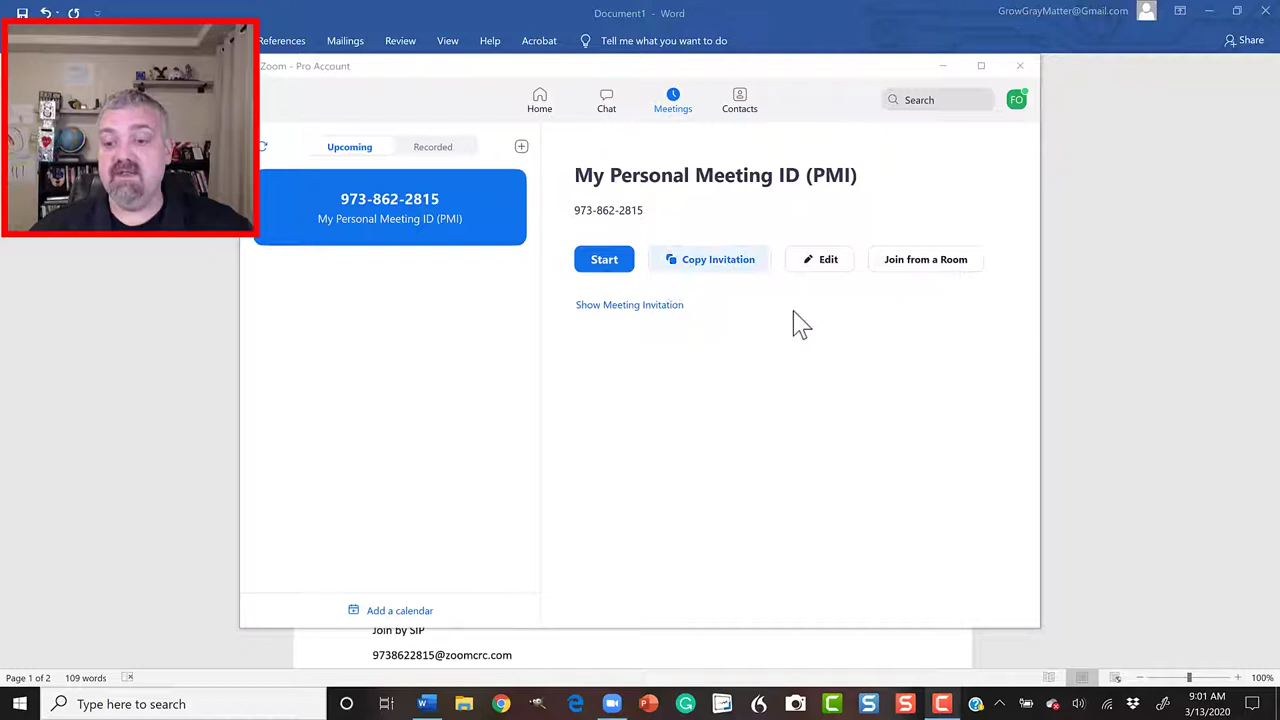 Document1 - Word
GrowGrayMatter@Gmail.com
References Mailings Review View Help Acrobat Tell me what you want to do
Share
Zoom - Pro Account
Home Chat Meetings Contacts
Search
FO
Upcoming Recorded
973-862-2815
My Personal Meeting ID (PMI)
My Personal Meeting ID (PMI)
973-862-2815
Start Copy Invitation Edit Join from a Room
Show Meeting Invitation
Add a calendar
Join by SIP
9738622815@zoomcrc.com
Page 1 of 2 109 words
100%
Type here to search
9:01 AM
3/13/2020